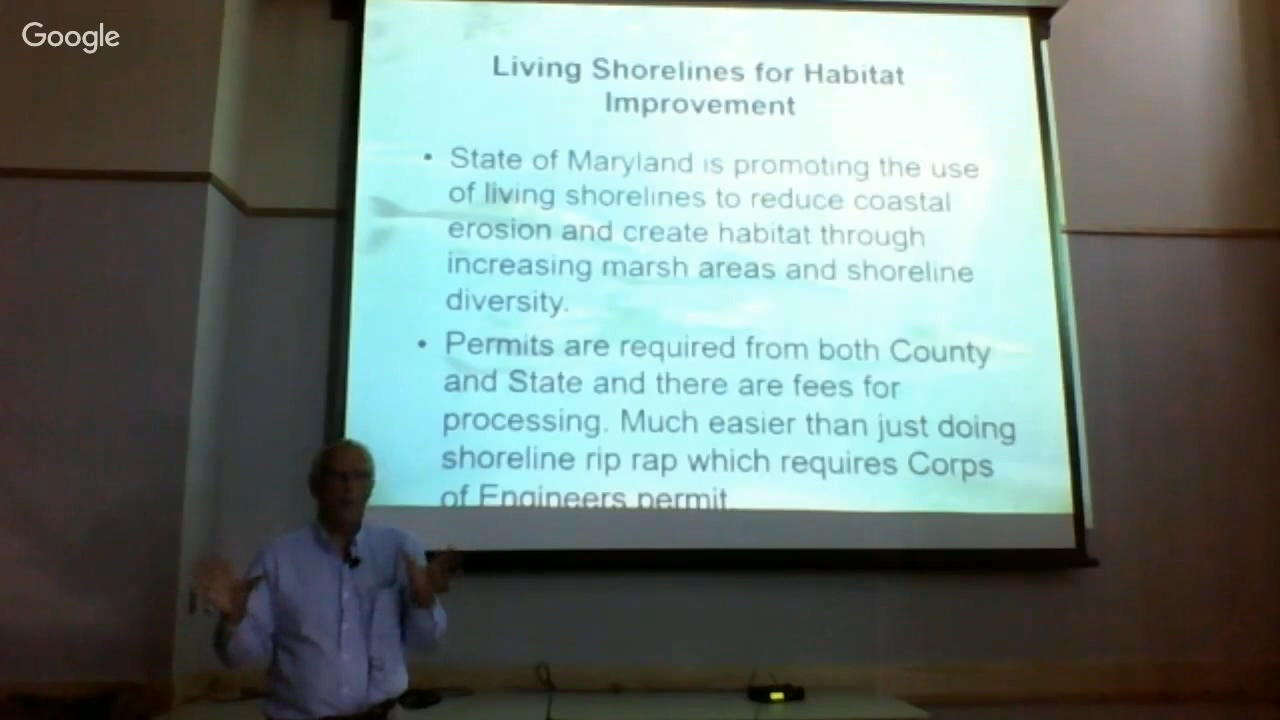 Google
Living Shorelines for Habitat
Improvement
• State of Maryland is promoting the use
of living shorelines to reduce coastal
erosion and create habitat through
increasing marsh areas and shoreline
diversity.
• Permits are required from both County
and State and there are fees for
processing. Much easier than just doing
shoreline rip rap which requires Corps
of Engineers permit.